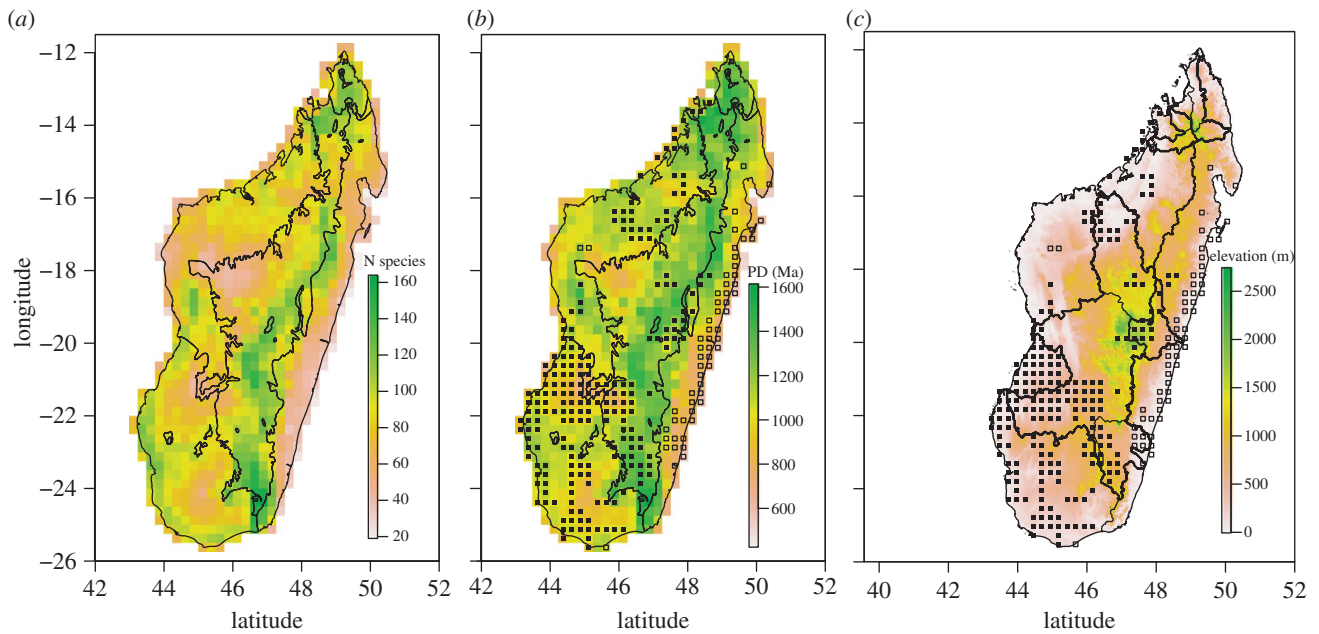 (a)
(b)
(c)
−12
−14
−16
−18
−20
−22
−24
−26
longitude
N species
160
140
120
100
80
60
40
20
42 44 46 48 50 52
latitude
PD (Ma)
1600
1400
1200
1000
800
600
42 44 46 48 50 52
latitude
elevation (m)
2500
2000
1500
1000
500
0
40 42 44 46 48 50 52
latitude